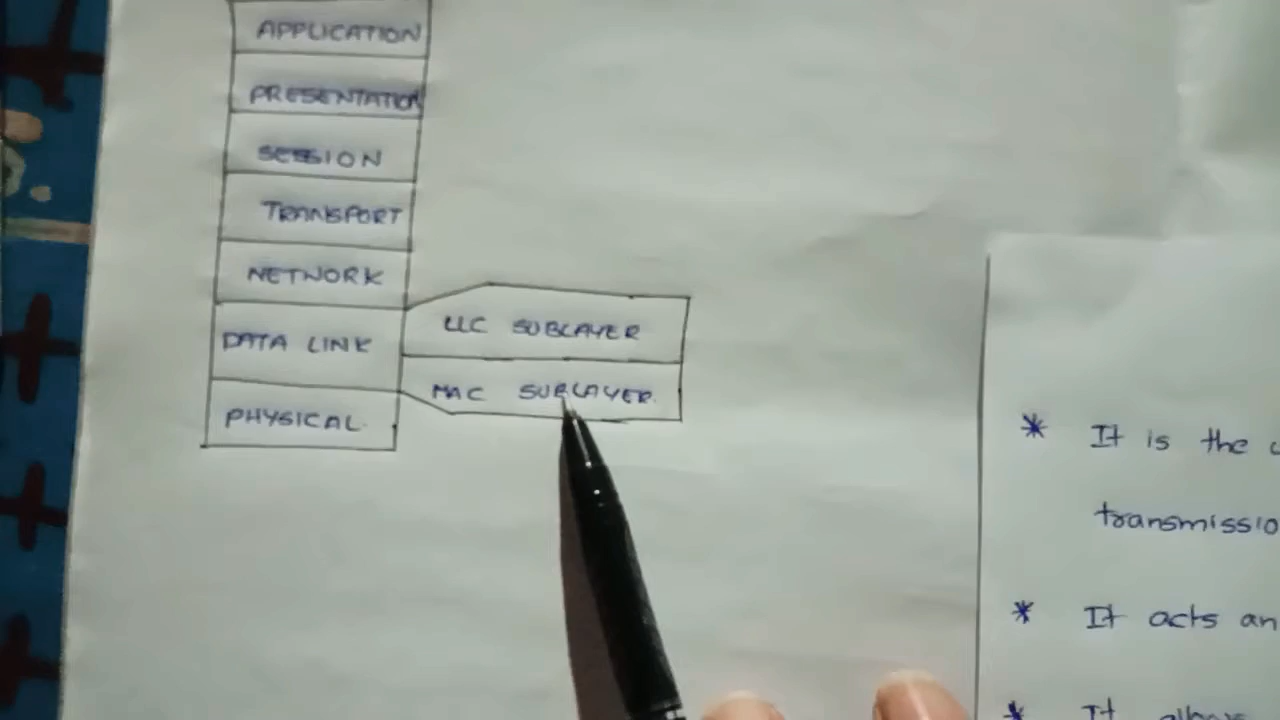 APPLICATION
PRESENTATION
SESSION
TRANSPORT
NETWORK
DATA LINK
LLC SUBLAYER
MAC SUBLAYER.
PHYSICAL.
* It is the
transmissio
* It acts an
* It